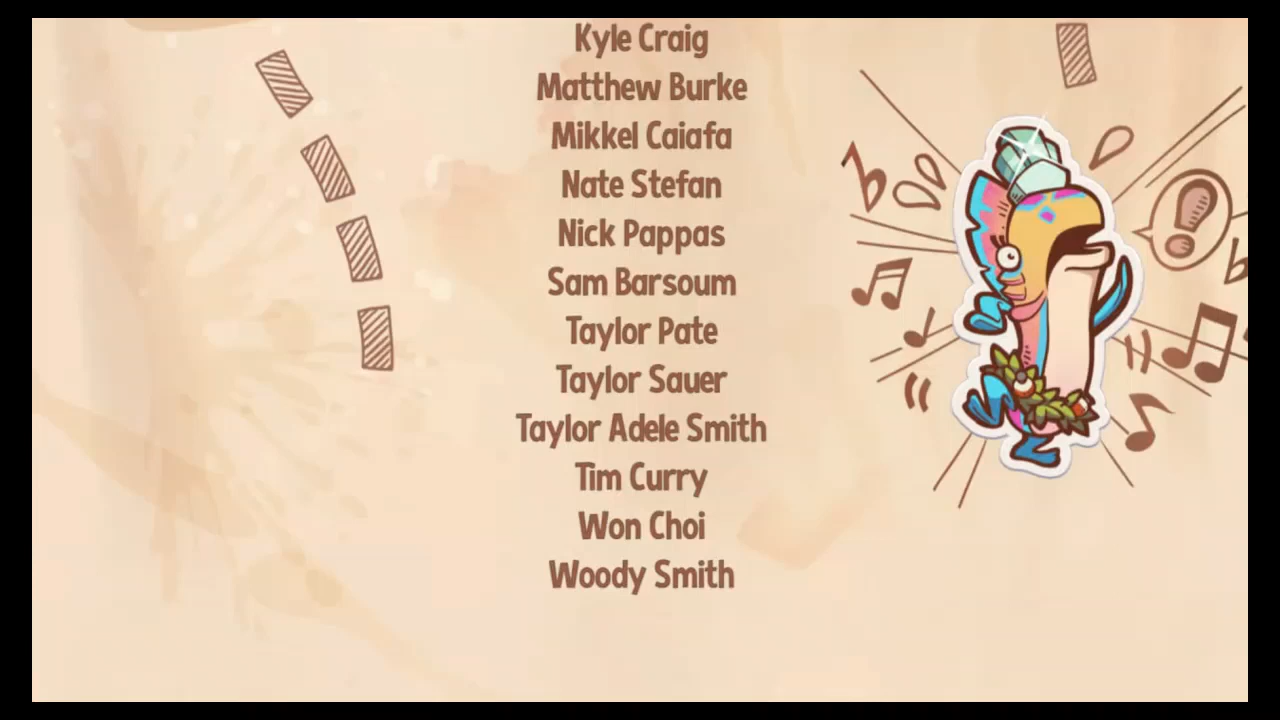 Kyle Craig
Matthew Burke
Mikkel Caiafa
Nate Stefan
Nick Pappas
Sam Barsoum
Taylor Pate
Taylor Sauer
Taylor Adele Smith
Tim Curry
Won Choi
Woody Smith